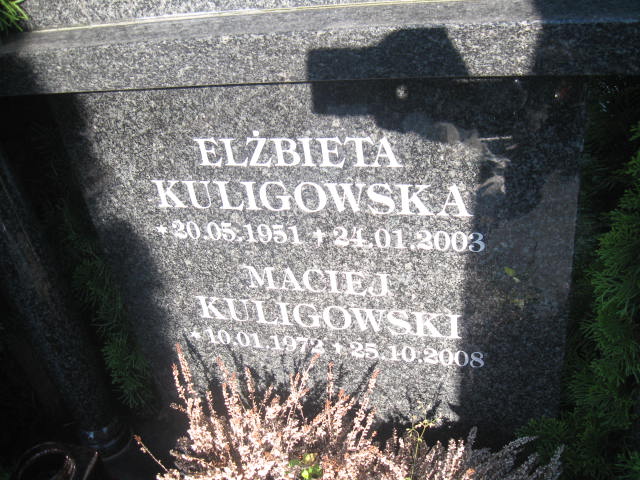 ELŻBIETA
KULIGOWSKA
*20.05.1951 †24.01.2003
MACIEJ
KULIGOWSKI
*10.01.1972 †25.10.2008